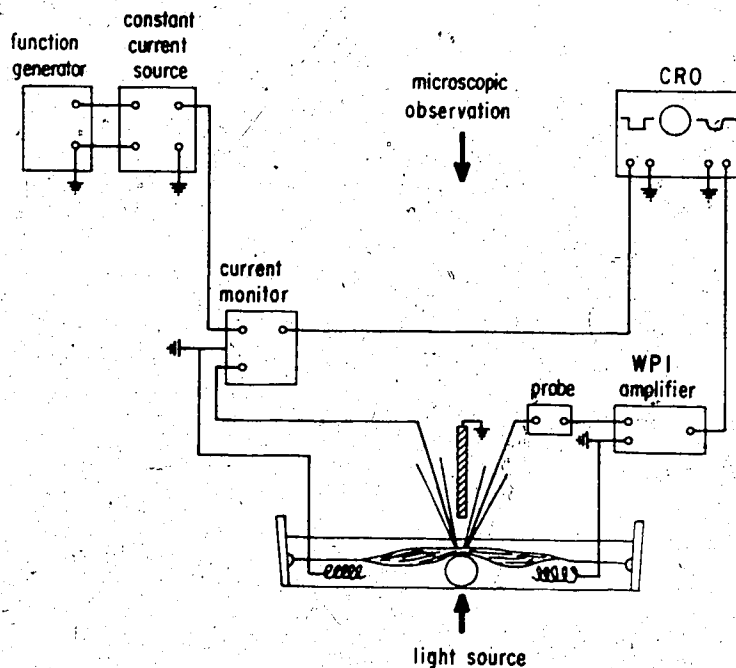 function
generator
constant
current
source
microscopic
observation
CRO
current
monitor
probe
WPI
amplifier
light source